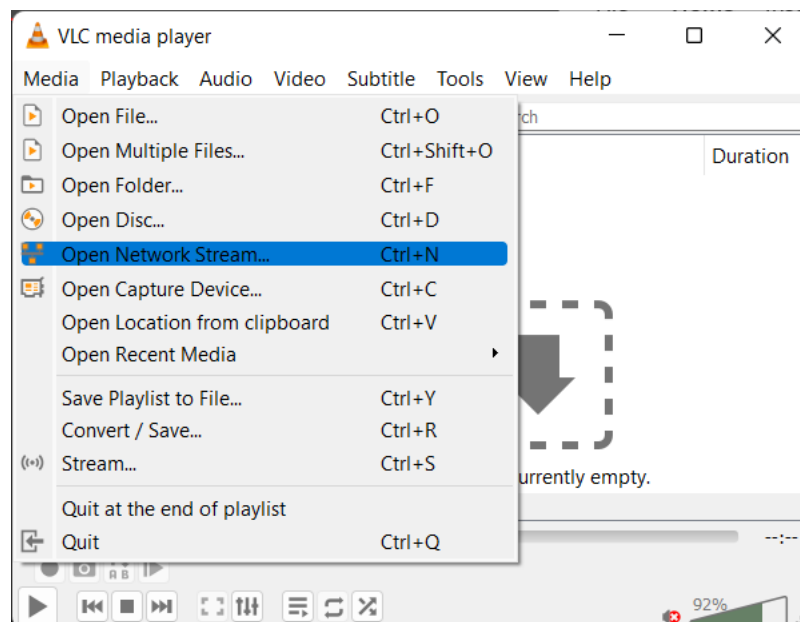 VLC media player
Media Playback Audio Video Subtitle Tools View Help
Open File... Ctrl+O
Open Multiple Files... Ctrl+Shift+O
Duration
Open Folder... Ctrl+F
Open Disc... Ctrl+D
Open Network Stream... Ctrl+N
Open Capture Device... Ctrl+C
Open Location from clipboard Ctrl+V
Open Recent Media
Save Playlist to File... Ctrl+Y
Convert / Save... Ctrl+R
Stream... Ctrl+S
empty.
Quit at the end of playlist
Quit Ctrl+Q
--:--
A B
92%